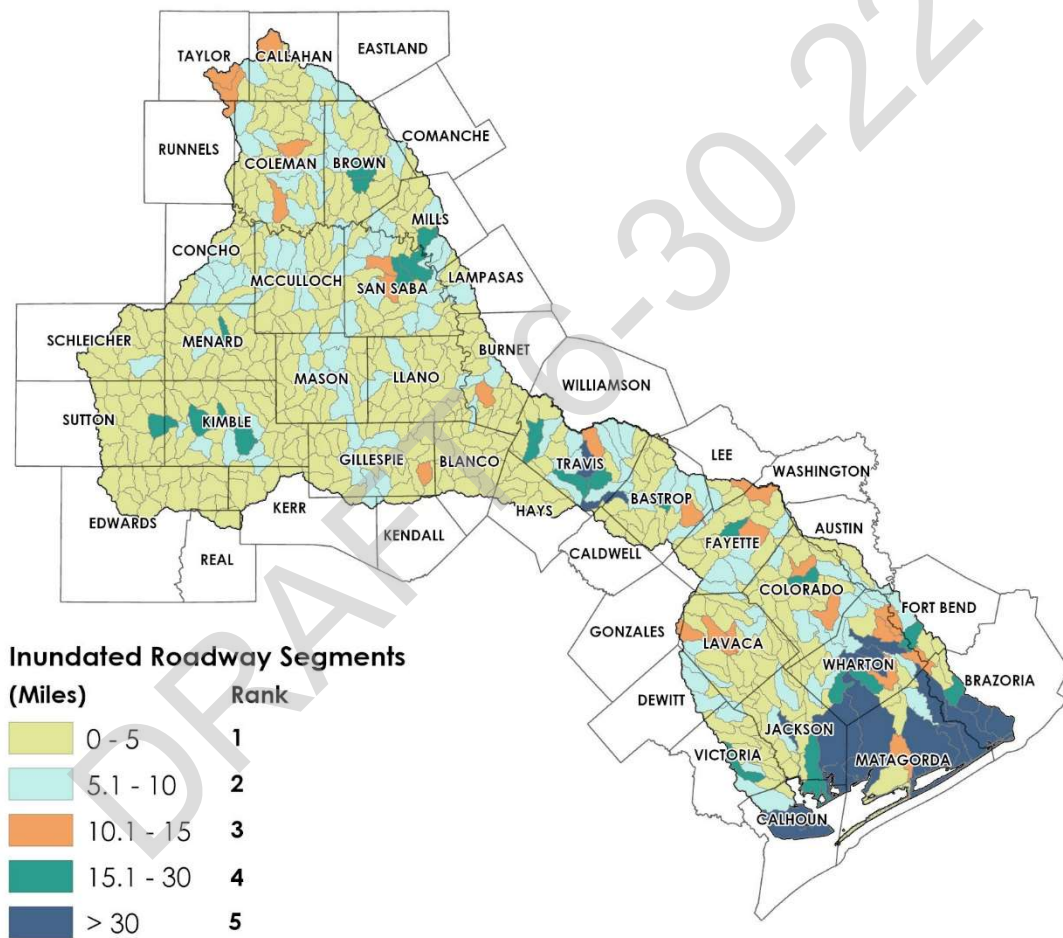 TAYLOR
CALLAHAN
EASTLAND
RUNNELS
COLEMAN
BROWN
COMANCHE
CONCHO
MCCULLOCH
SAN SABA
MILLS
LAMPASAS
SCHLEICHER
MENARD
MASON
LLANO
BURNET
SUTTON
KIMBLE
WILLIAMSON
GILLESPIE
BLANCO
TRAVIS
LEE
WASHINGTON
EDWARDS
KERR
KENDALL
HAYS
BASTROP
REAL
CALDWELL
FAYETTE
AUSTIN
GONZALES
COLORADO
FORT BEND
LAVACA
WHARTON
BRAZORIA
DEWITT
JACKSON
VICTORIA
MATAGORDA
CALHOUN
Inundated Roadway Segments
(Miles) Rank
0 - 5 1
5.1 - 10 2
10.1 - 15 3
15.1 - 30 4
> 30 5
DRAFT 6-30-22